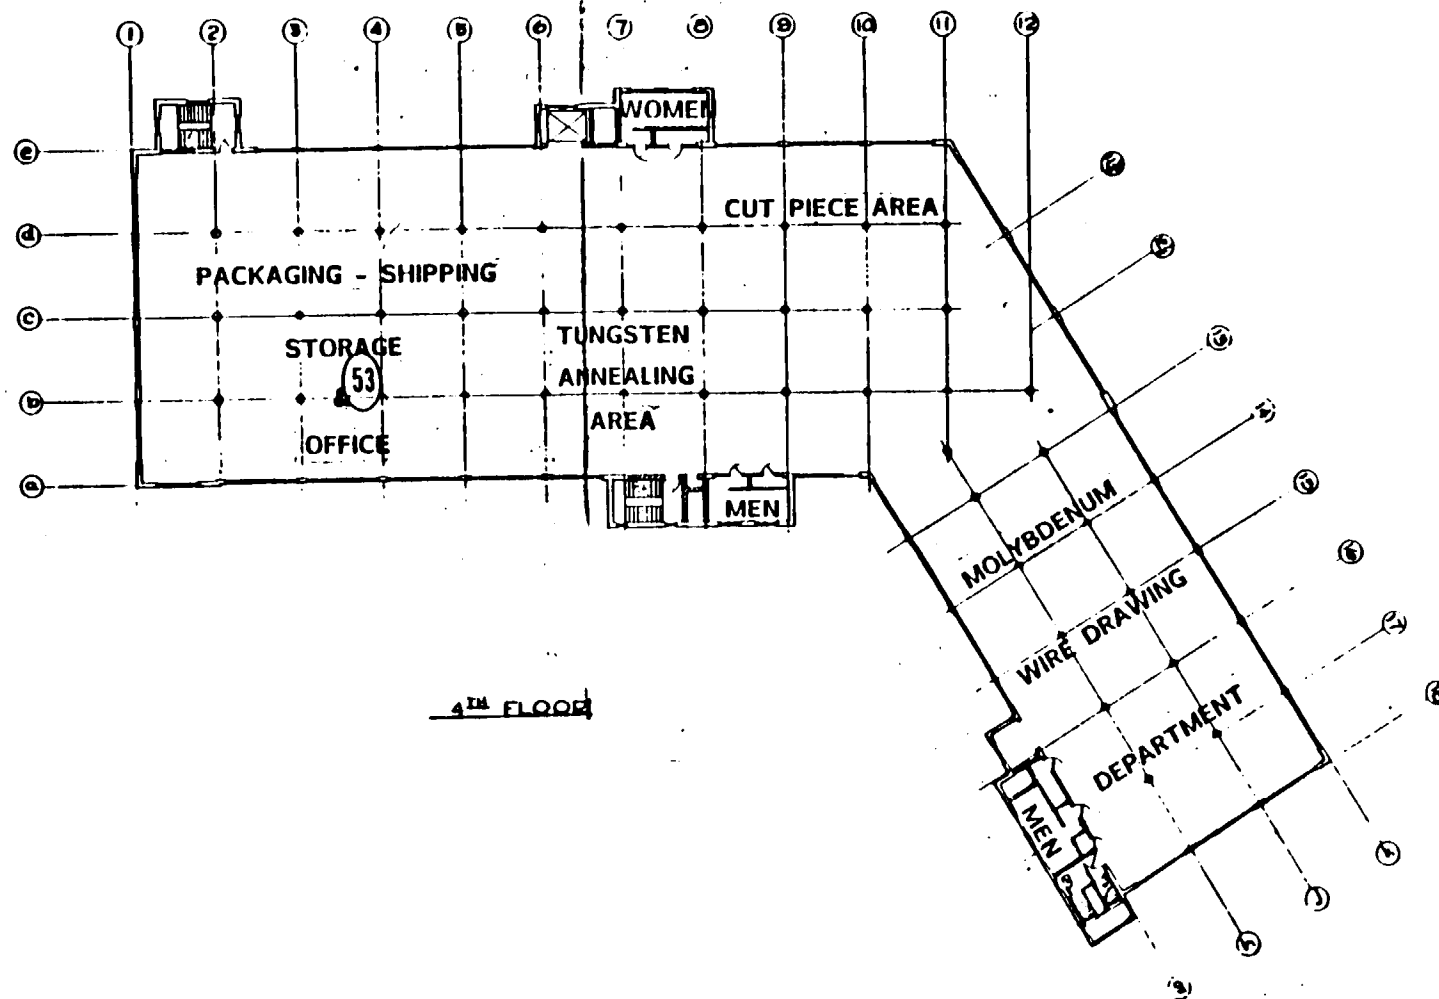 1 2 3 4 5 6 7 8 9 10 11 12
WOMEN
e
CUT PIECE AREA
d
PACKAGING - SHIPPING
c
TUNGSTEN
STORAGE
ANNEALING
53
b
AREA
OFFICE
a
MEN
MOLYBDENUM
WIRE DRAWING
DEPARTMENT
4TH FLOOR
MEN